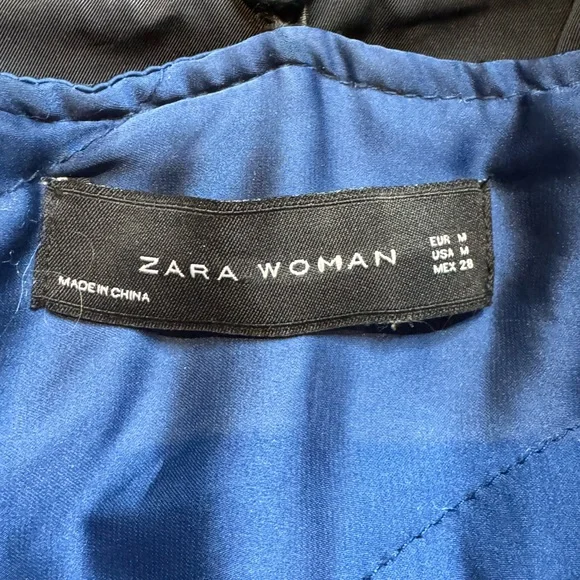 ZARA WOMAN
EUR M
USA M
MEX 28
MADE IN CHINA